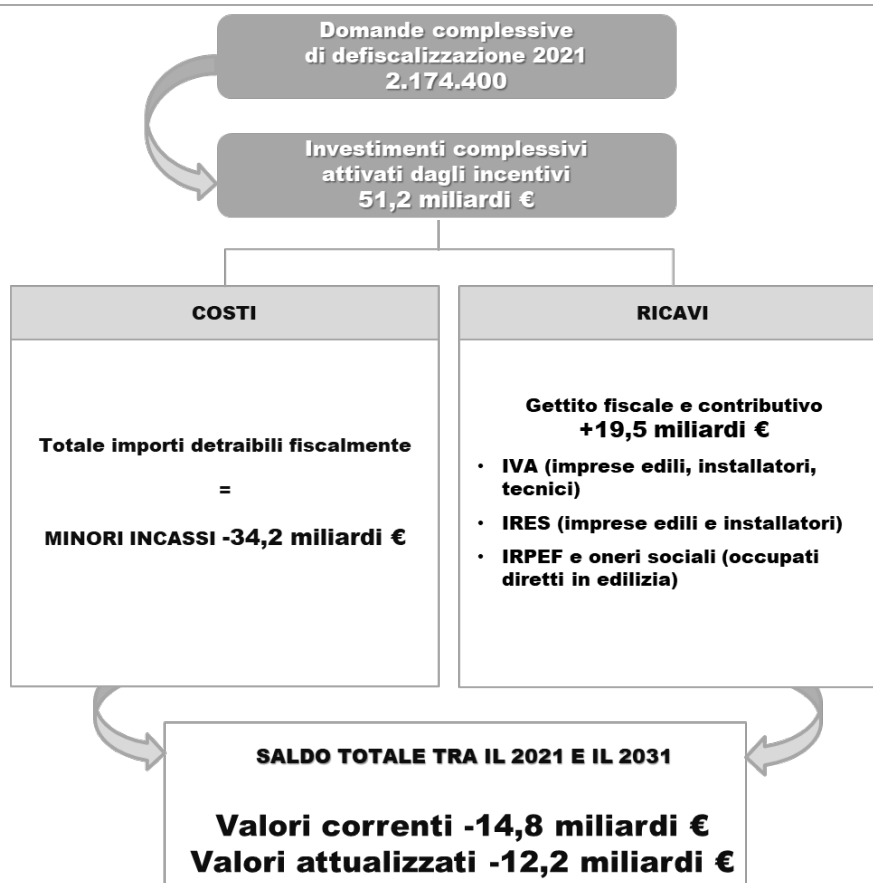 Domande complessive
di defiscalizzazione 2021
2.174.400
Investimenti complessivi
attivati dagli incentivi
51,2 miliardi €
COSTI
Totale importi detraibili fiscalmente
=
MINORI INCASSI -34,2 miliardi €
RICAVI
Gettito fiscale e contributivo
+19,5 miliardi €
• IVA (imprese edili, installatori,
tecnici)
• IRES (imprese edili e installatori)
• IRPEF e oneri sociali (occupati
diretti in edilizia)
SALDO TOTALE TRA IL 2021 E IL 2031
Valori correnti -14,8 miliardi €
Valori attualizzati -12,2 miliardi €